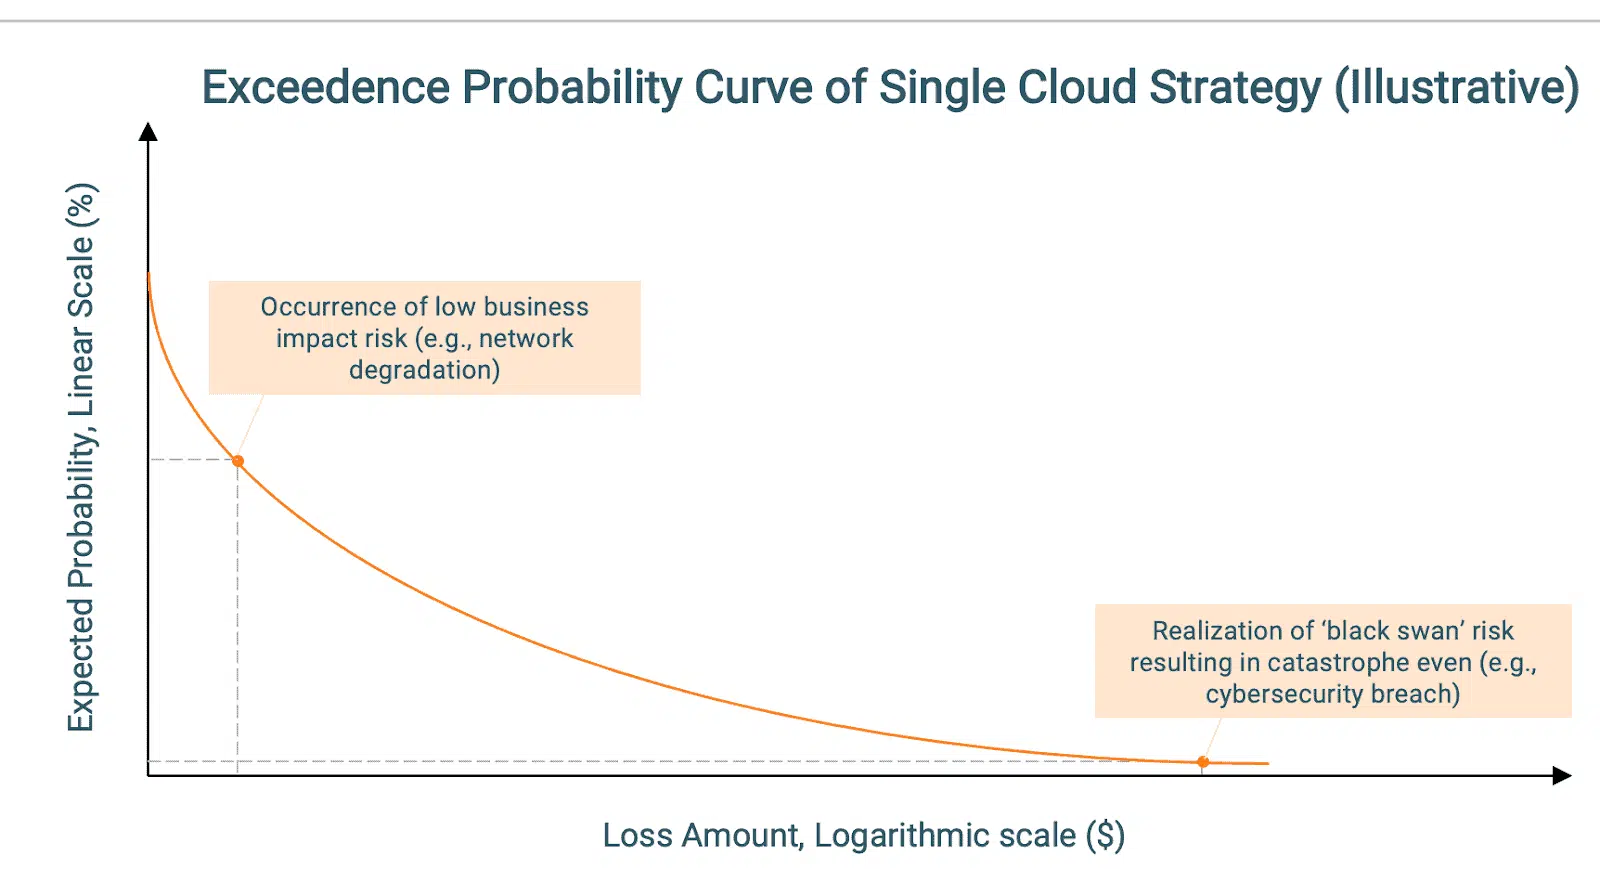 Exceedence Probability Curve of Single Cloud Strategy (Illustrative)
Expected Probability, Linear Scale (%)
Occurrence of low business
impact risk (e.g., network
degradation)
Realization of ‘black swan’ risk
resulting in catastrophe even (e.g.,
cybersecurity breach)
Loss Amount, Logarithmic scale ($)